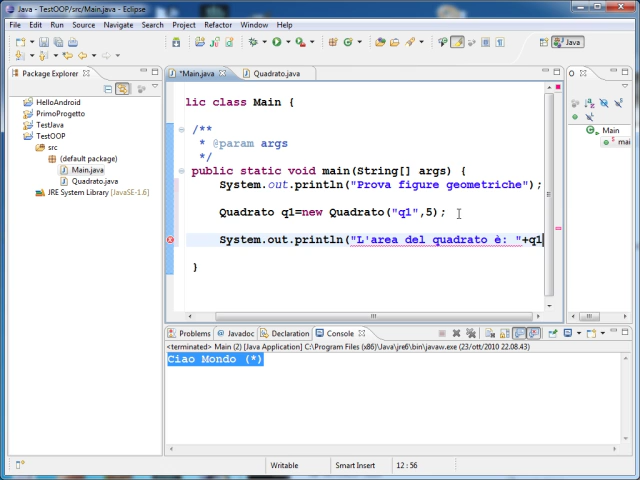 Java - TestOOP/src/Main.java - Eclipse
File Edit Run Source Navigate Search Project Refactor Window Help
Java
Package Explorer
*Main.java
Quadrato.java
O
HelloAndroid
PrimoProgetto
TestJava
TestOOP
src
(default package)
Main.java
Quadrato.java
JRE System Library [JavaSE-1.6]
lic class Main {
/**
* @param args
*/
public static void main(String[] args) {
System.out.println("Prova figure geometriche");
Quadrato q1=new Quadrato("q1",5);
System.out.println("L'area del quadrato è: "+q1
}
Main
mai
Problems Javadoc Declaration Console
<terminated> Main (2) [Java Application] C:\Program Files (x86)\Java\jre6\bin\javaw.exe (23/ott/2010 22.08.43)
Ciao Mondo (*)
Writable Smart Insert 12 : 56